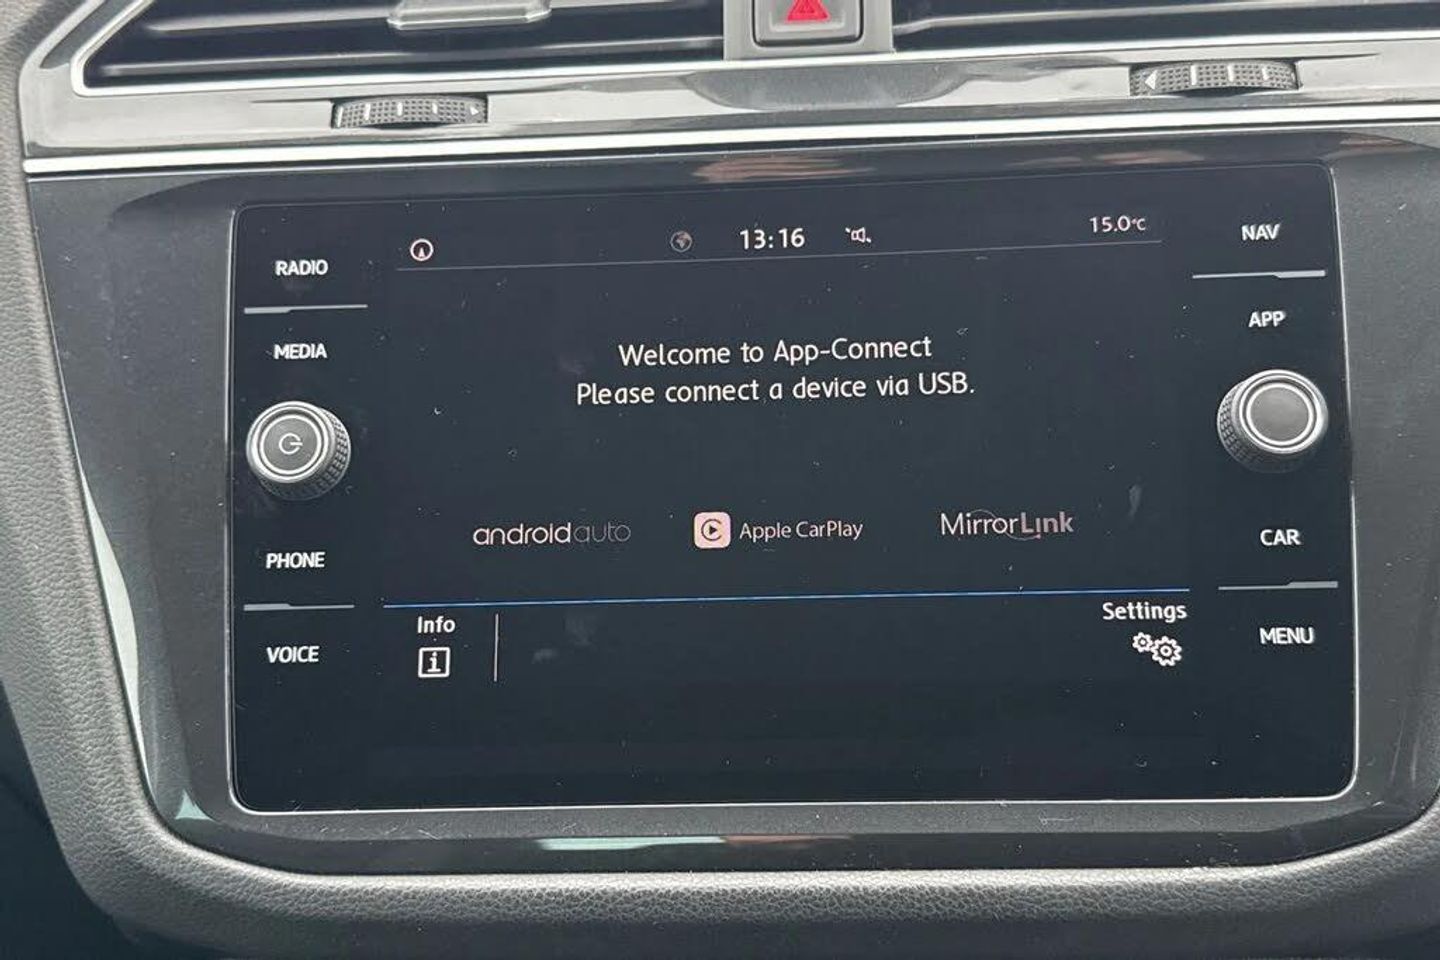 13:16
15.0°C
RADIO
MEDIA
PHONE
VOICE
Welcome to App-Connect
Please connect a device via USB.
androidauto
Apple CarPlay
MirrorLink
Info
i
Settings
NAV
APP
CAR
MENU